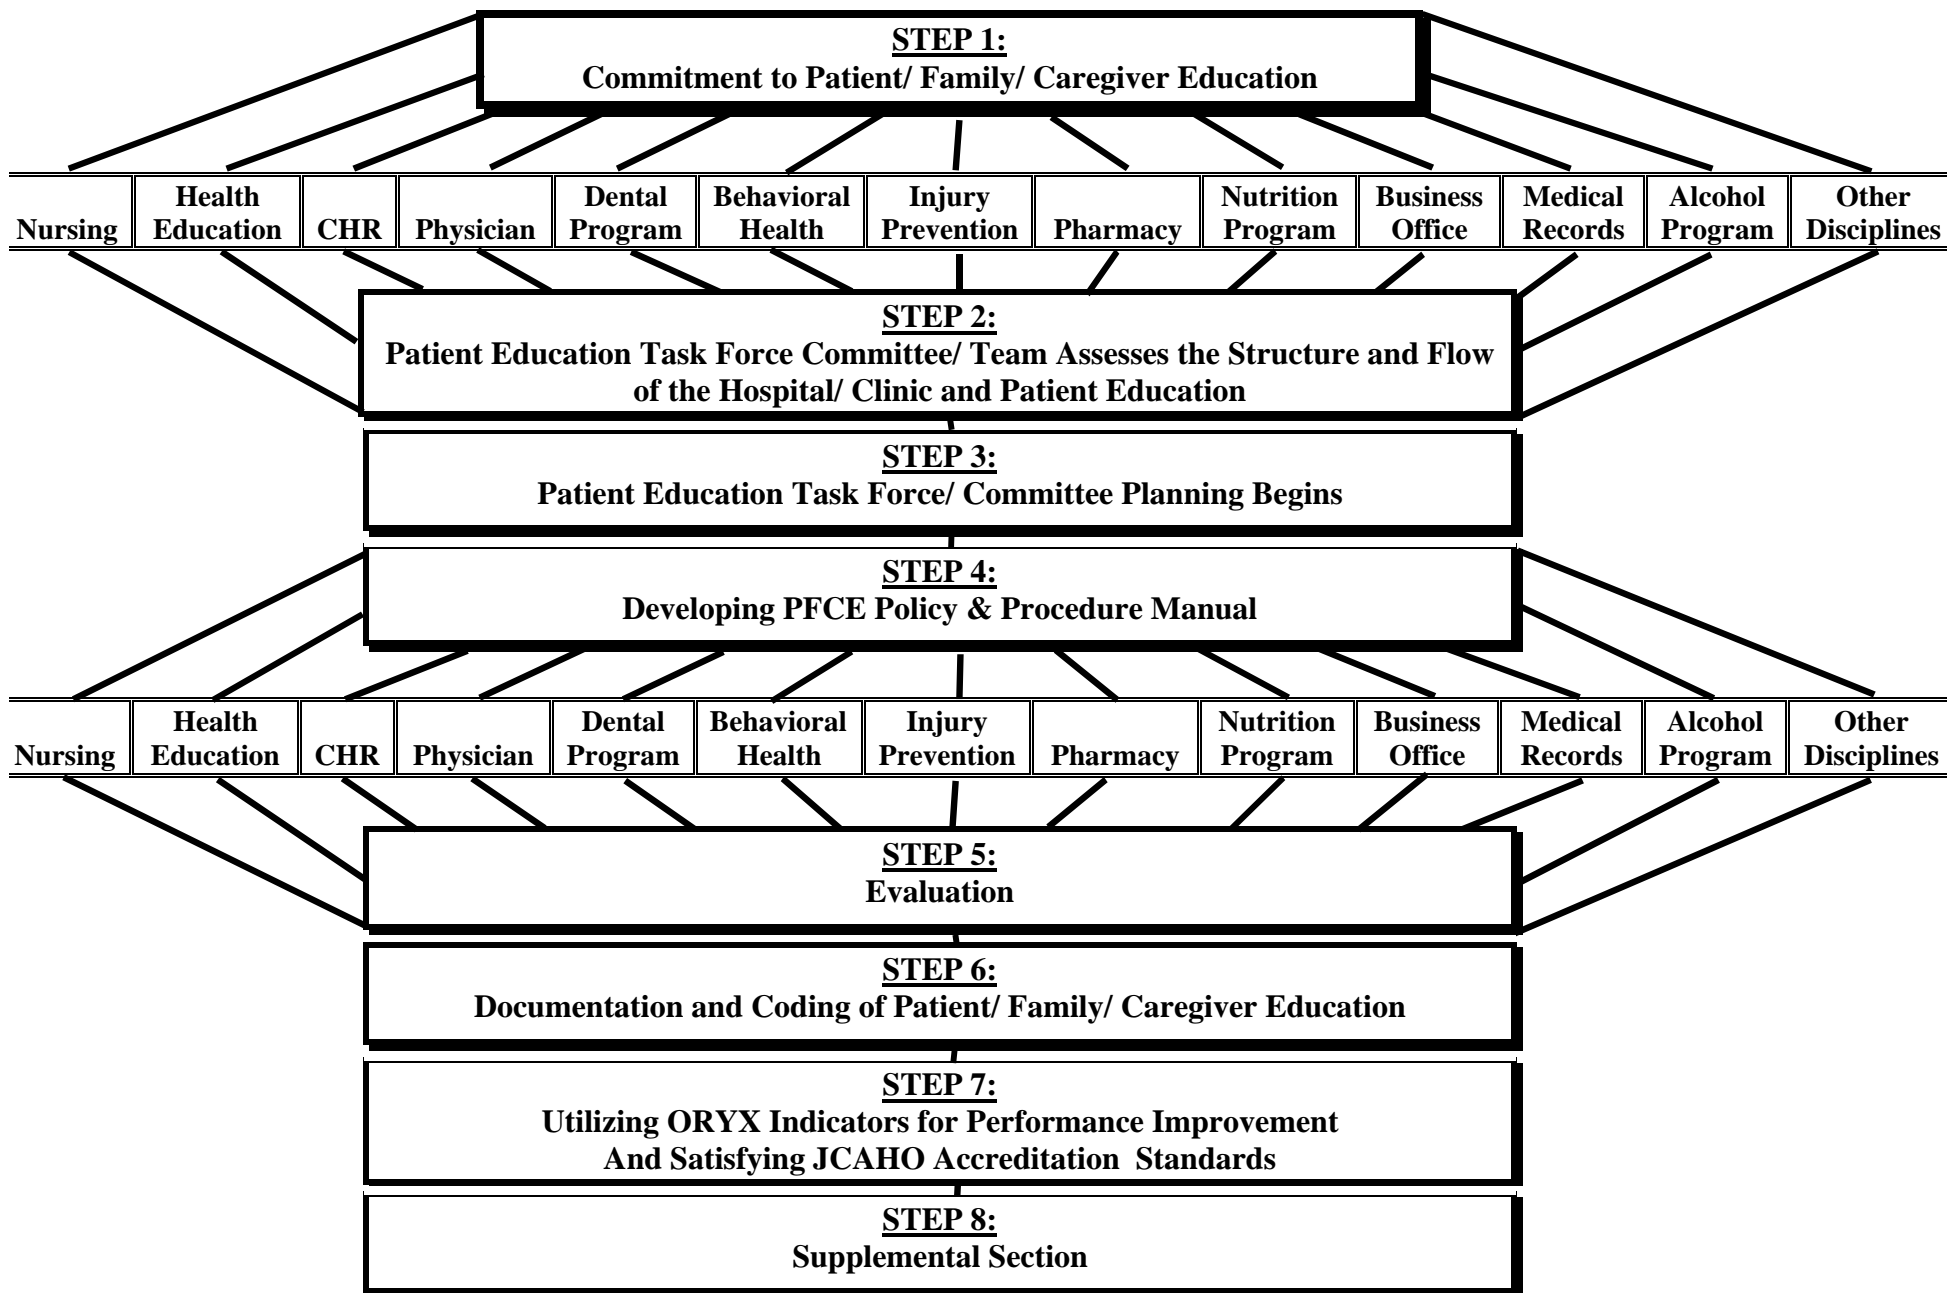 STEP 1:
Commitment to Patient/ Family/ Caregiver Education
Nursing
Health
Education
CHR
Physician
Dental
Program
Behavioral
Health
Injury
Prevention
Pharmacy
Nutrition
Program
Business
Office
Medical
Records
Alcohol
Program
Other
Disciplines
STEP 2:
Patient Education Task Force Committee/ Team Assesses the Structure and Flow
of the Hospital/ Clinic and Patient Education
STEP 3:
Patient Education Task Force/ Committee Planning Begins
STEP 4:
Developing PFCE Policy & Procedure Manual
Nursing
Health
Education
CHR
Physician
Dental
Program
Behavioral
Health
Injury
Prevention
Pharmacy
Nutrition
Program
Business
Office
Medical
Records
Alcohol
Program
Other
Disciplines
STEP 5:
Evaluation
STEP 6:
Documentation and Coding of Patient/ Family/ Caregiver Education
STEP 7:
Utilizing ORYX Indicators for Performance Improvement
And Satisfying JCAHO Accreditation Standards
STEP 8:
Supplemental Section